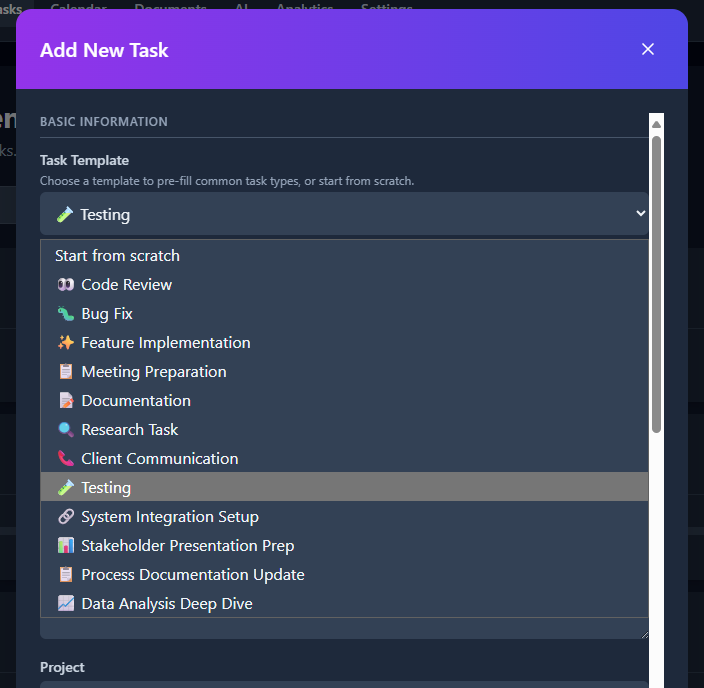 Calendar
Documents
AI
Analytics
Settings
Add New Task
BASIC INFORMATION
Task Template
Choose a template to pre-fill common task types, or start from scratch.
Testing
Start from scratch
Code Review
Bug Fix
Feature Implementation
Meeting Preparation
Documentation
Research Task
Client Communication
Testing
System Integration Setup
Stakeholder Presentation Prep
Process Documentation Update
Data Analysis Deep Dive
Project